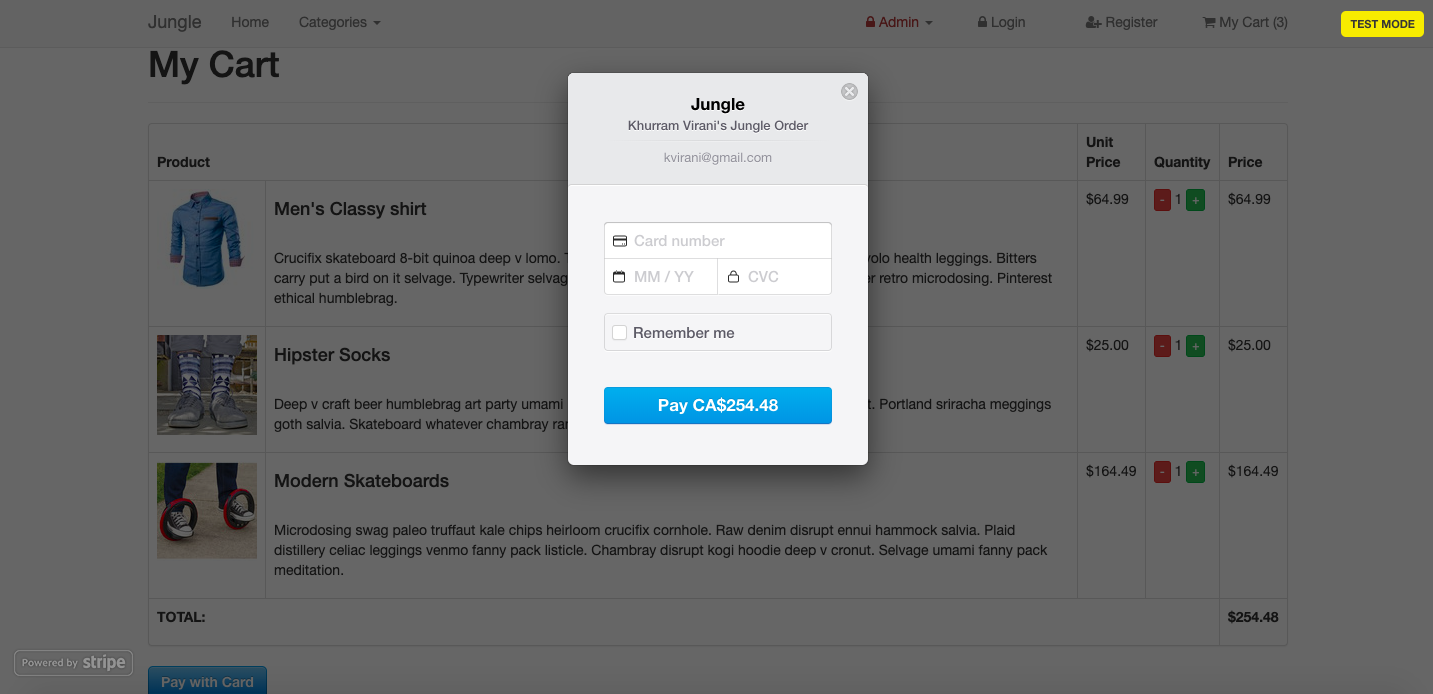 Jungle Home Categories Admin Login Register My Cart (3) TEST MODE
My Cart
Jungle
Khurram Virani's Jungle Order
kvirani@gmail.com
Card number
MM / YY CVC
Remember me
Pay CA$254.48
Product Unit Price Quantity Price
Men's Classy shirt $64.99 - 1 + $64.99
Crucifix skateboard 8-bit quinoa deep v lomo. health leggings. Bitters
carry put a bird on it selvage. Typewriter retro microdosing. Pinterest
ethical humblebrag.
Hipster Socks $25.00 - 1 + $25.00
Deep v craft beer humblebrag art party umami Portland sriracha meggings
goth salvia. Skateboard whatever chambray
Modern Skateboards $164.49 - 1 + $164.49
Microdosing swag paleo truffaut kale chips heirloom crucifix cornhole. Raw denim disrupt ennui hammock salvia. Plaid
distillery celiac leggings venmo fanny pack listicle. Chambray disrupt kogi hoodie deep v cronut. Selvage umami fanny pack
meditation.
TOTAL: $254.48
Powered by stripe
Pay with Card